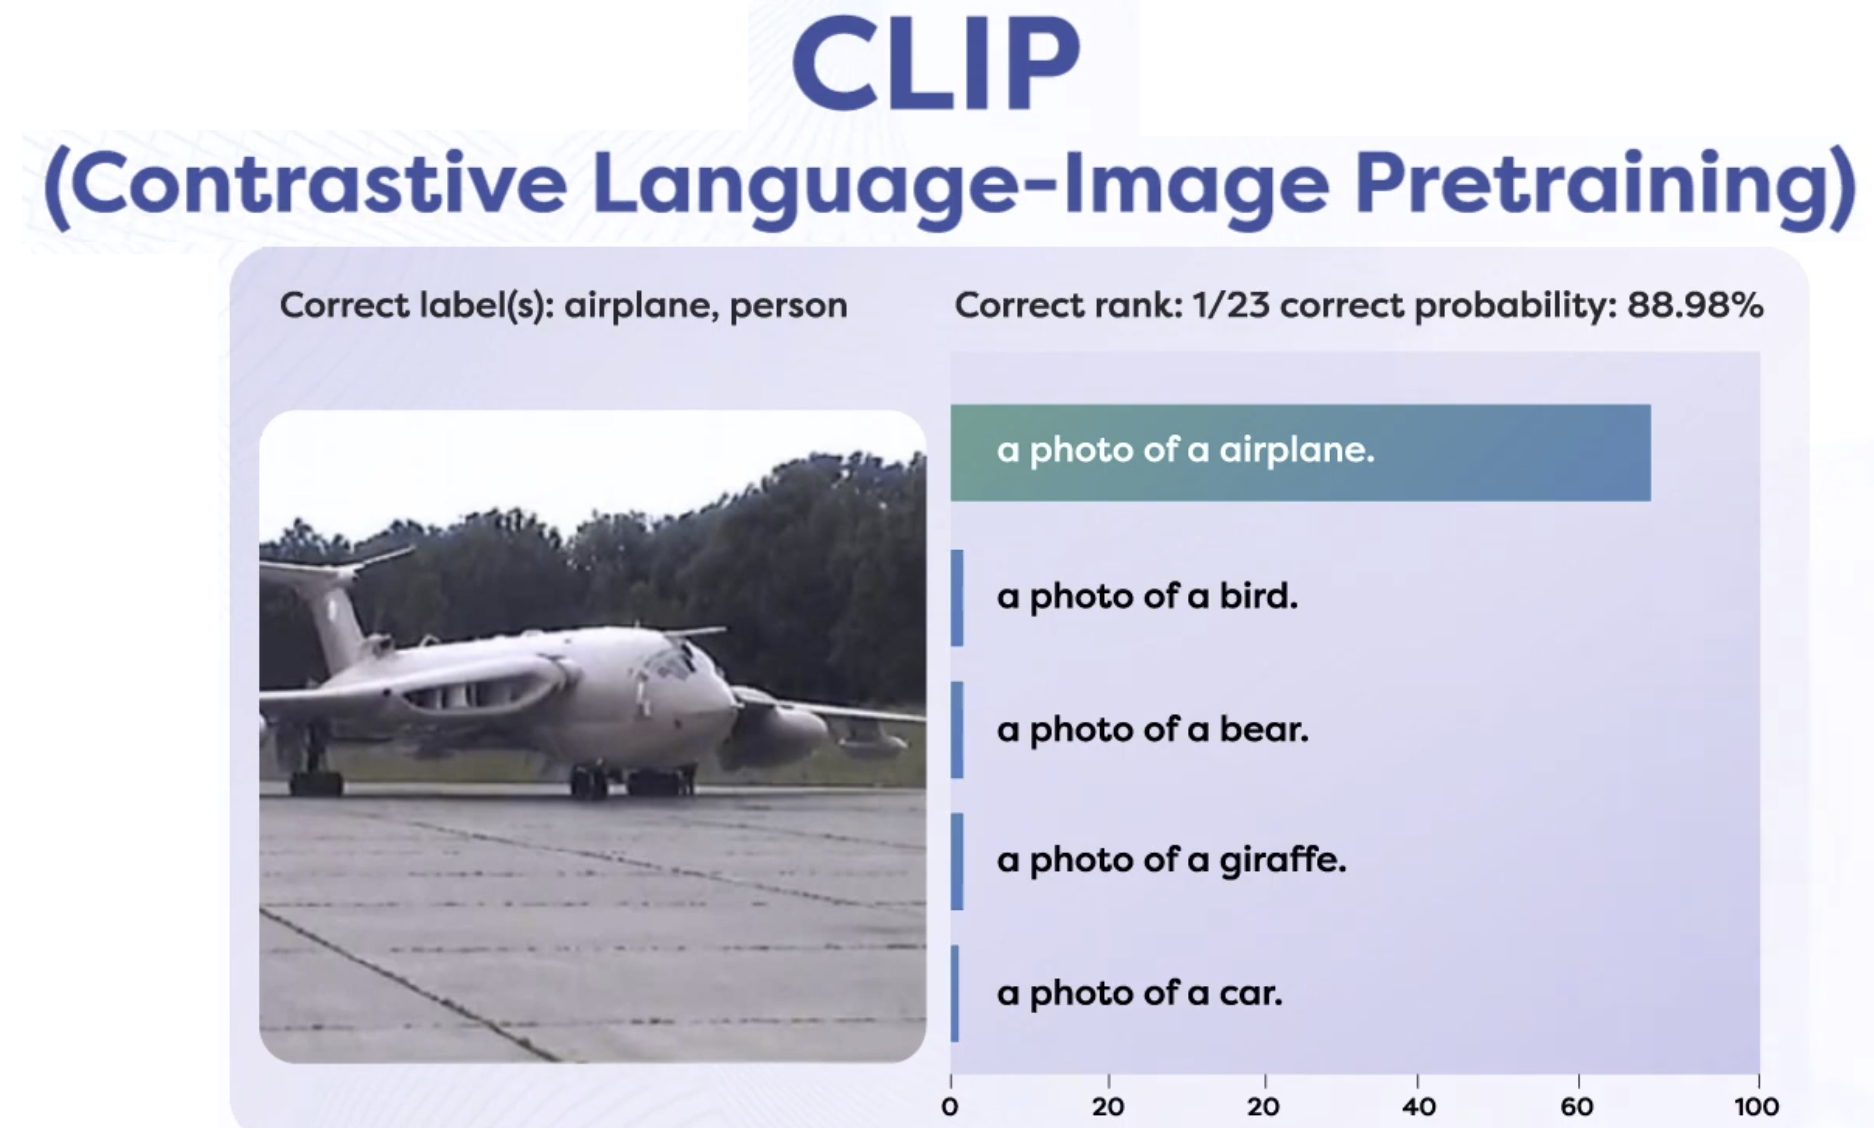 CLIP
(Contrastive Language-Image Pretraining)
Correct label(s): airplane, person
Correct rank: 1/23 correct probability: 88.98%
a photo of a airplane.
a photo of a bird.
a photo of a bear.
a photo of a giraffe.
a photo of a car.
0 20 20 40 60 100